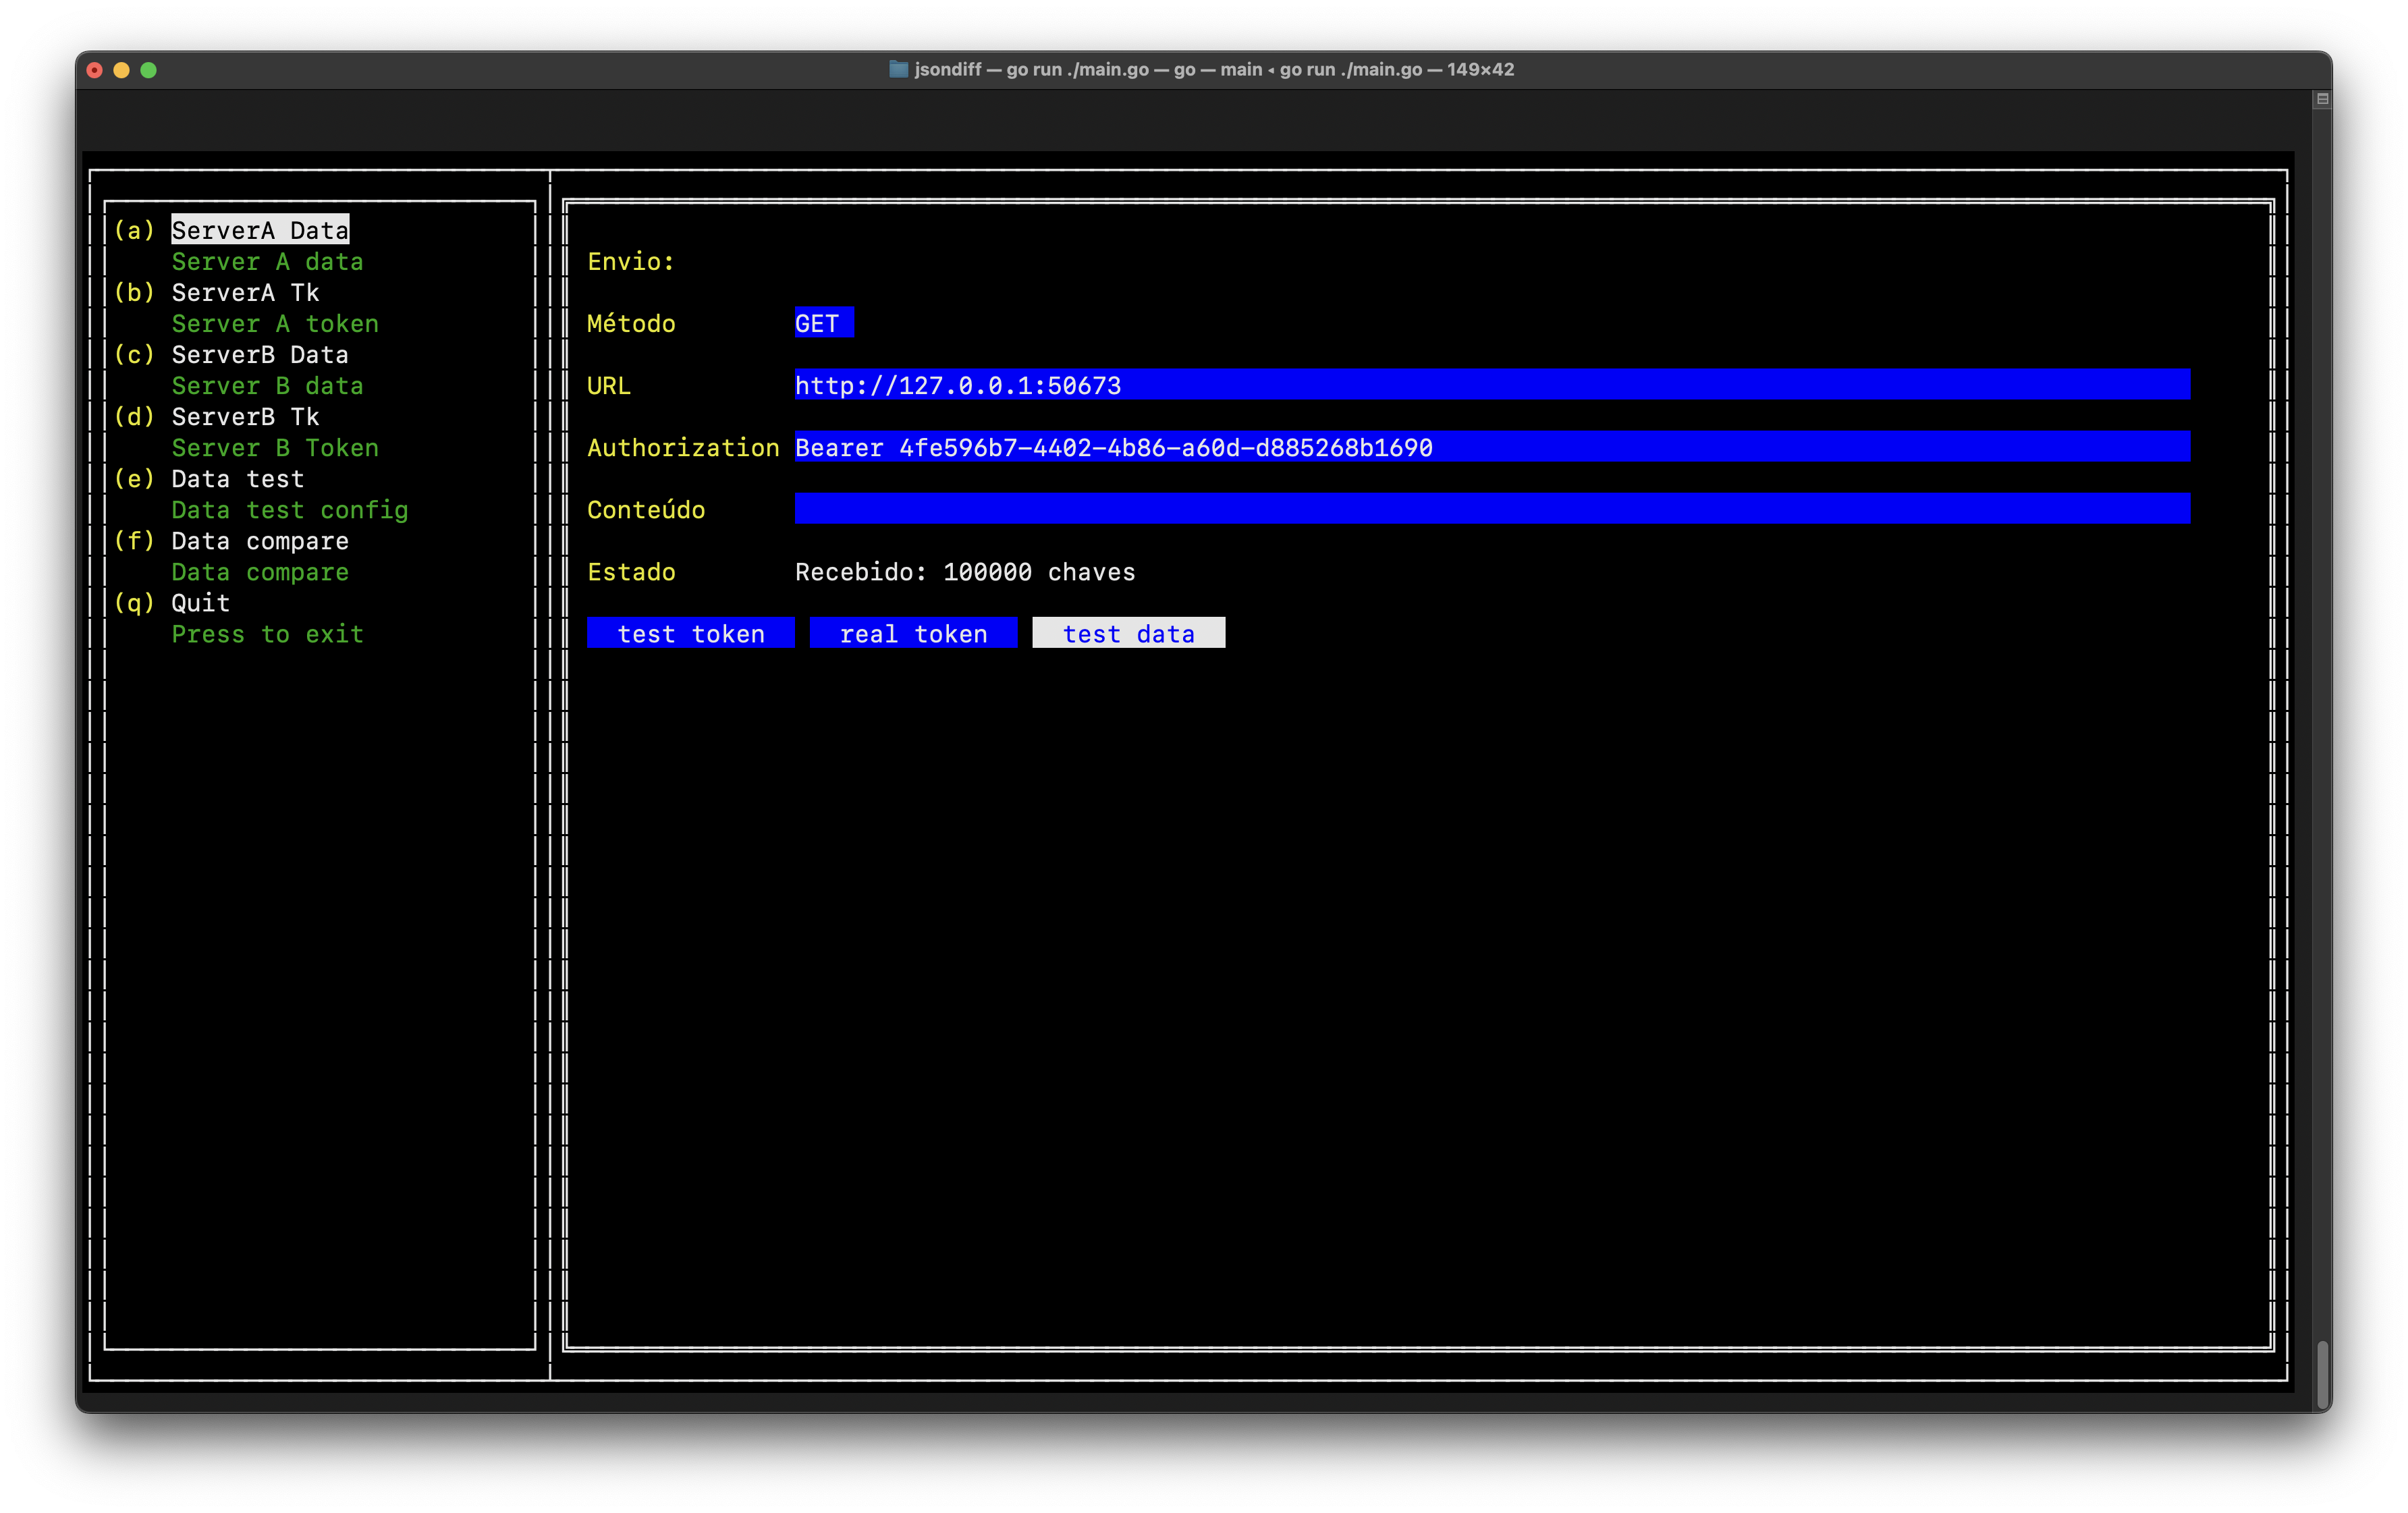 jsondiff — go run ./main.go — go — main ◂ go run ./main.go — 149×42
(a) ServerA Data
Server A data
(b) ServerA Tk
Server A token
(c) ServerB Data
Server B data
(d) ServerB Tk
Server B Token
(e) Data test
Data test config
(f) Data compare
Data compare
(q) Quit
Press to exit
Envio:
Método GET
URL http://127.0.0.1:50673
Authorization Bearer 4fe596b7-4402-4b86-a60d-d885268b1690
Conteúdo
Estado Recebido: 100000 chaves
test token real token test data